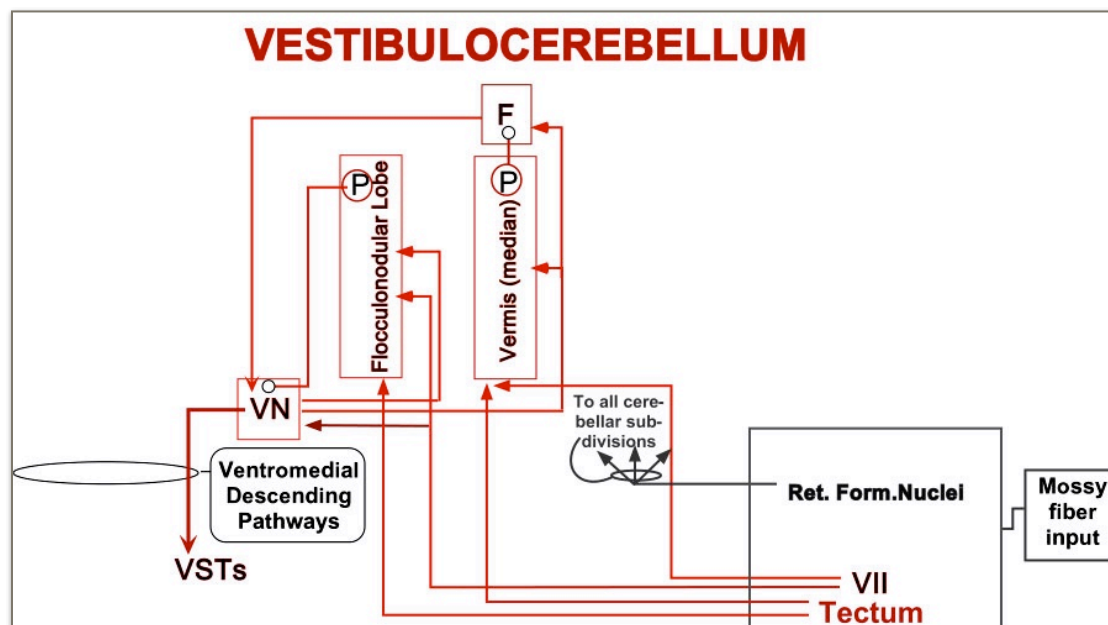 VESTIBULOCEREBELLUM
F
P
Flocculonodular Lobe
P
Vermis (median)
VN
To all cere-
bellar sub-
divisions
Ventromedial
Descending
Pathways
Ret. Form.Nuclei
Mossy
fiber
input
VSTs
VII
Tectum